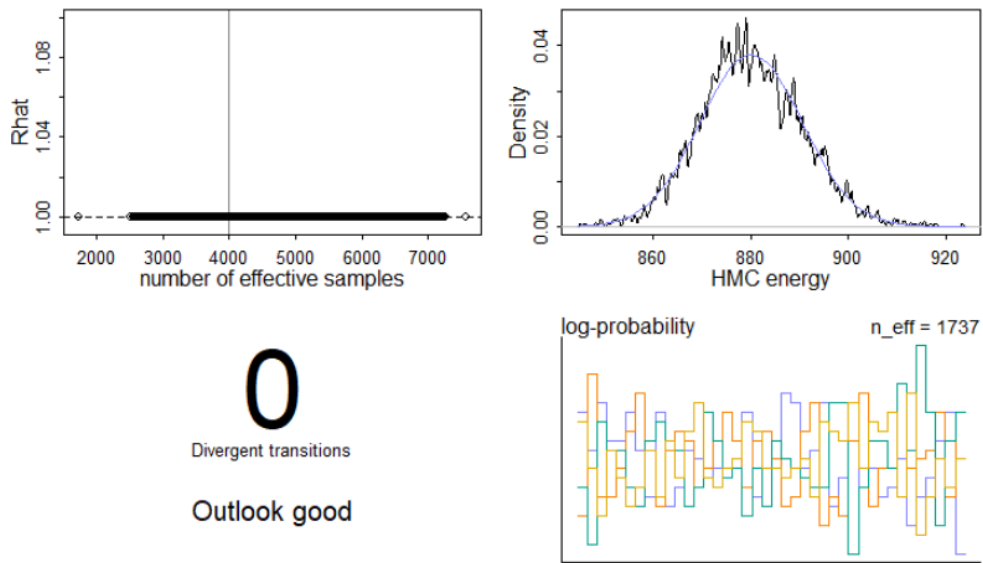 Rhat
1.08
1.04
1.00
2000 3000 4000 5000 6000 7000
number of effective samples
Density
0.04
0.02
0.00
860 880 900 920
HMC energy
0
Divergent transitions
Outlook good
log-probability n_eff = 1737